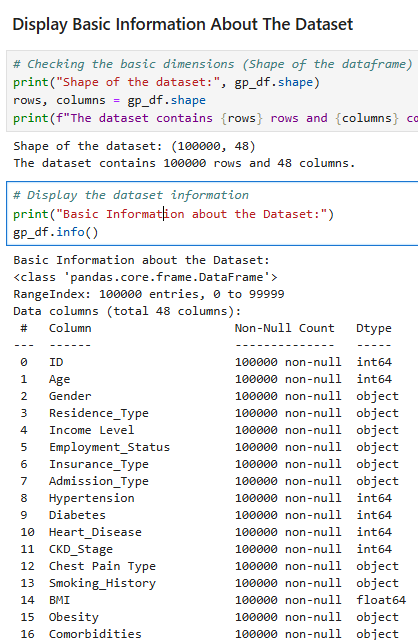 Display Basic Information About The Dataset
# Checking the basic dimensions (Shape of the dataframe)
print("Shape of the dataset:", gp_df.shape)
rows, columns = gp_df.shape
print(f"The dataset contains {rows} rows and {columns} co
Shape of the dataset: (100000, 48)
The dataset contains 100000 rows and 48 columns.
# Display the dataset information
print("Basic Information about the Dataset:")
gp_df.info()
Basic Information about the Dataset:
<class 'pandas.core.frame.DataFrame'>
RangeIndex: 100000 entries, 0 to 99999
Data columns (total 48 columns):
 #   Column                 Non-Null Count   Dtype
---  ------                 --------------   -----
 0   ID                     100000 non-null  int64
 1   Age                    100000 non-null  int64
 2   Gender                 100000 non-null  object
 3   Residence_Type         100000 non-null  object
 4   Income Level           100000 non-null  object
 5   Employment_Status      100000 non-null  object
 6   Insurance_Type         100000 non-null  object
 7   Admission_Type         100000 non-null  object
 8   Hypertension           100000 non-null  int64
 9   Diabetes               100000 non-null  int64
 10  Heart_Disease          100000 non-null  int64
 11  CKD_Stage              100000 non-null  int64
 12  Chest Pain Type        100000 non-null  object
 13  Smoking_History        100000 non-null  object
 14  BMI                    100000 non-null  float64
 15  Obesity                100000 non-null  object
 16  Comorbidities          100000 non-null  object